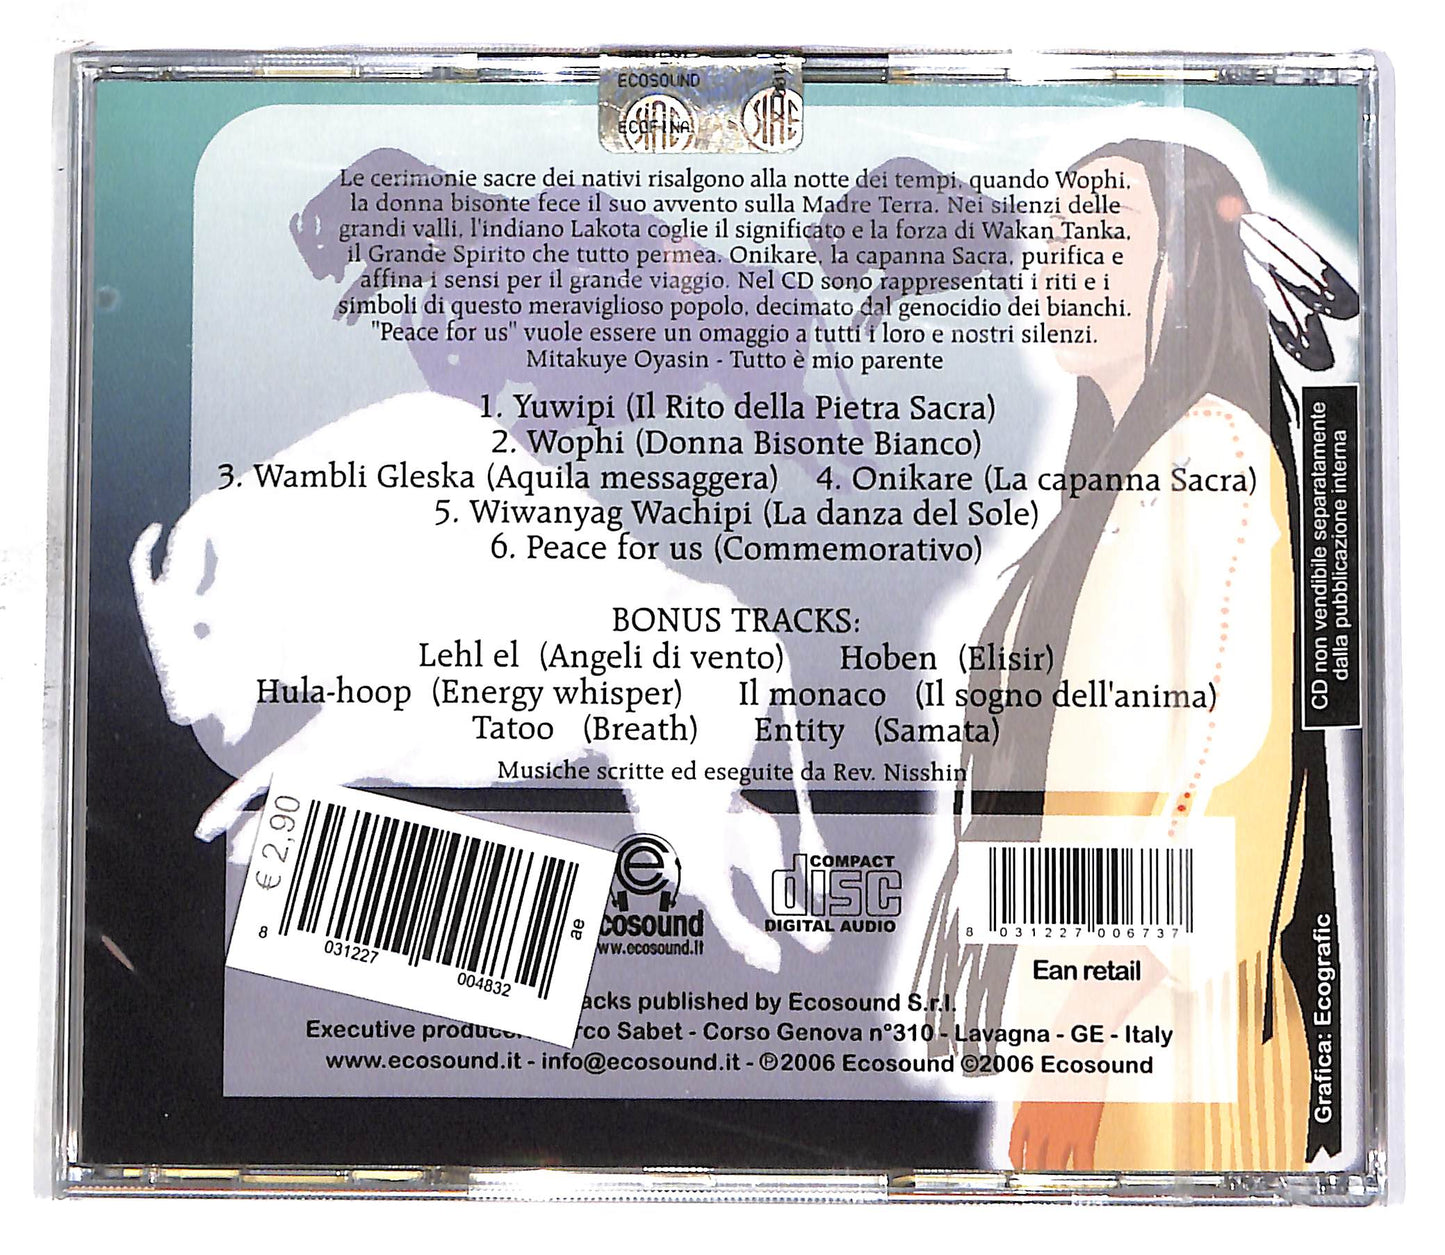 ECOSOUND
ECOFINA
SIAE
Le cerimonie sacre dei nativi risalgono alla notte dei tempi, quando Wophi,
la donna bisonte fece il suo avvento sulla Madre Terra. Nei silenzi delle
grandi valli, l'indiano Lakota coglie il significato e la forza di Wakan Tanka,
il Grande Spirito che tutto permea. Onikare, la capanna Sacra, purifica e
affina i sensi per il grande viaggio. Nel CD sono rappresentati i riti e i
simboli di questo meraviglioso popolo, decimato dal genocidio dei bianchi.
"Peace for us" vuole essere un omaggio a tutti i loro e nostri silenzi.
Mitakuye Oyasin - Tutto è mio parente
1. Yuwipi (Il Rito della Pietra Sacra)
2. Wophi (Donna Bisonte Bianco)
3. Wambli Gleska (Aquila messaggera) 4. Onikare (La capanna Sacra)
5. Wiwanyag Wachipi (La danza del Sole)
6. Peace for us (Commemorativo)
BONUS TRACKS:
Lehl el (Angeli di vento) Hoben (Elisir)
Hula-hoop (Energy whisper) Il monaco (Il sogno dell'anima)
Tatoo (Breath) Entity (Samata)
Musiche scritte ed eseguite da Rev. Nisshin
CD non vendibile separatamente
dalla pubblicazione interna
€ 2,90
8 031227 004832
ae
cosound
ww.ecosound.it
COMPACT
disc
DIGITAL AUDIO
8 031227 006737
Ean retail
acks published by Ecosound S.r.l.
Executive produc rco Sabet - Corso Genova n°310 - Lavagna - GE - Italy
www.ecosound.it - info@ecosound.it - ℗2006 Ecosound ©2006 Ecosound
Grafica: Ecografic